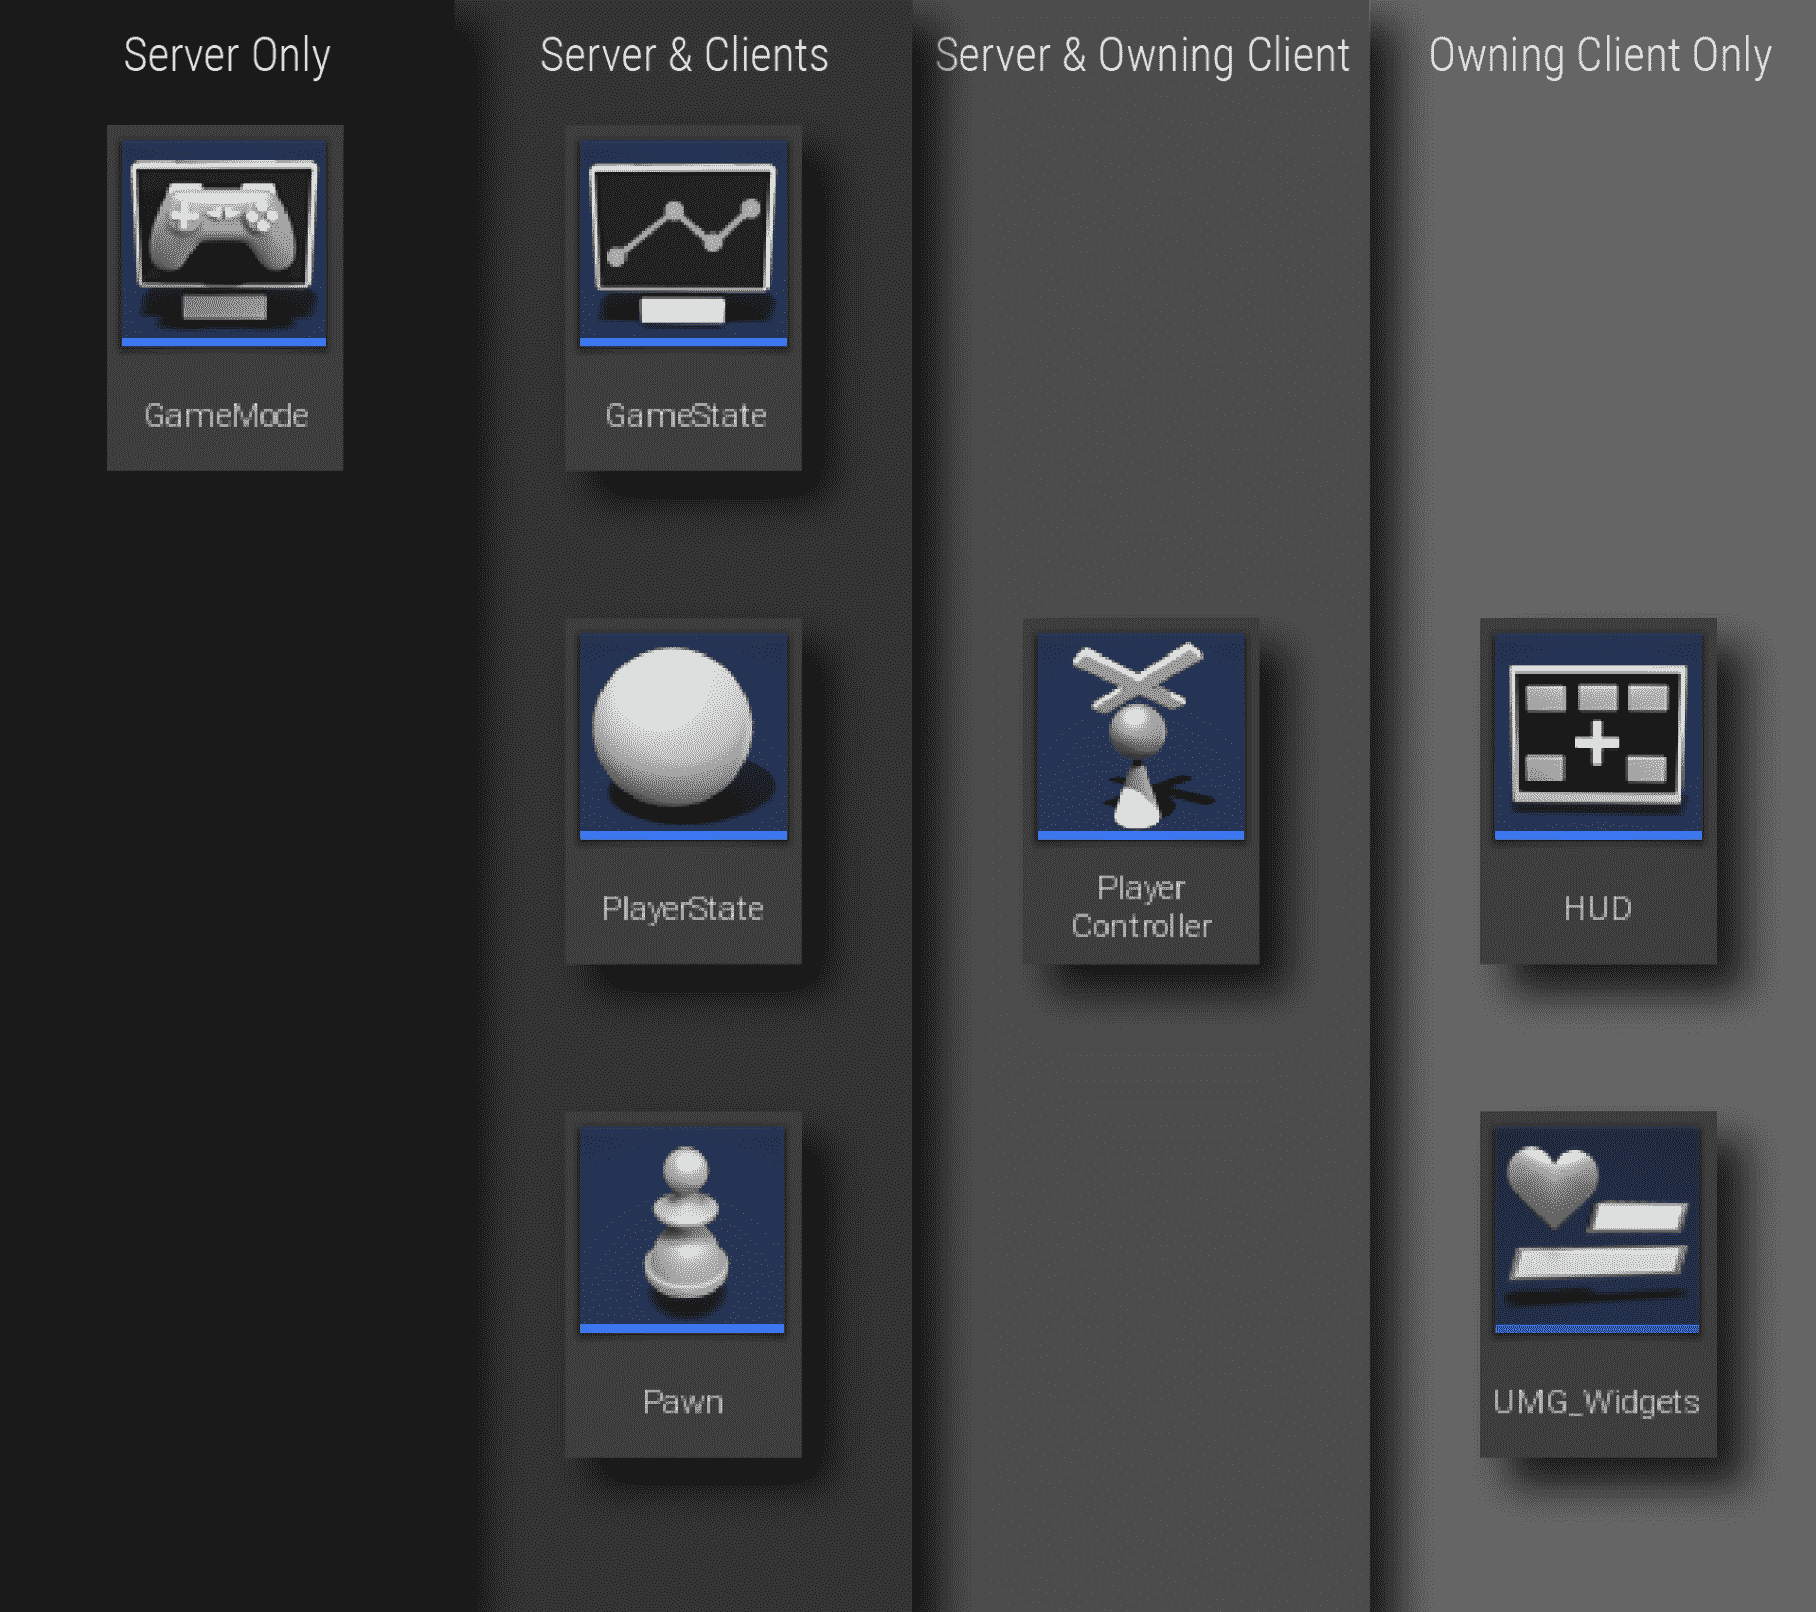 Server Only
Server & Clients
Server & Owning Client
Owning Client Only
GameMode
GameState
PlayerState
Player
Controller
HUD
Pawn
UMG_Widgets